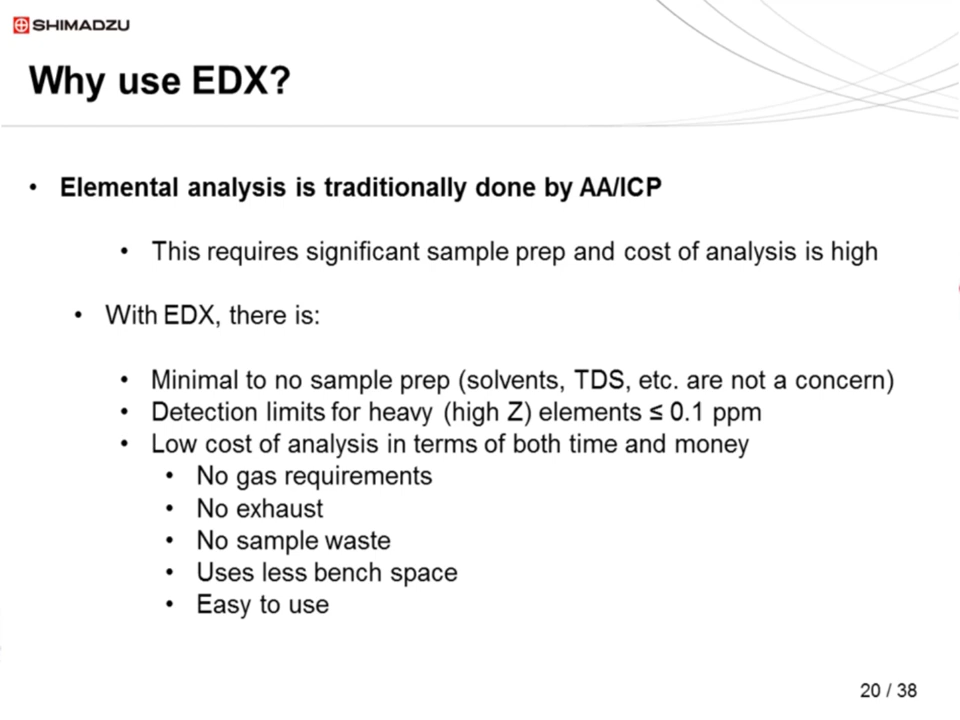 SHIMADZU
Why use EDX?
• Elemental analysis is traditionally done by AA/ICP
• This requires significant sample prep and cost of analysis is high
• With EDX, there is:
• Minimal to no sample prep (solvents, TDS, etc. are not a concern)
• Detection limits for heavy (high Z) elements ≤ 0.1 ppm
• Low cost of analysis in terms of both time and money
• No gas requirements
• No exhaust
• No sample waste
• Uses less bench space
• Easy to use
20 / 38